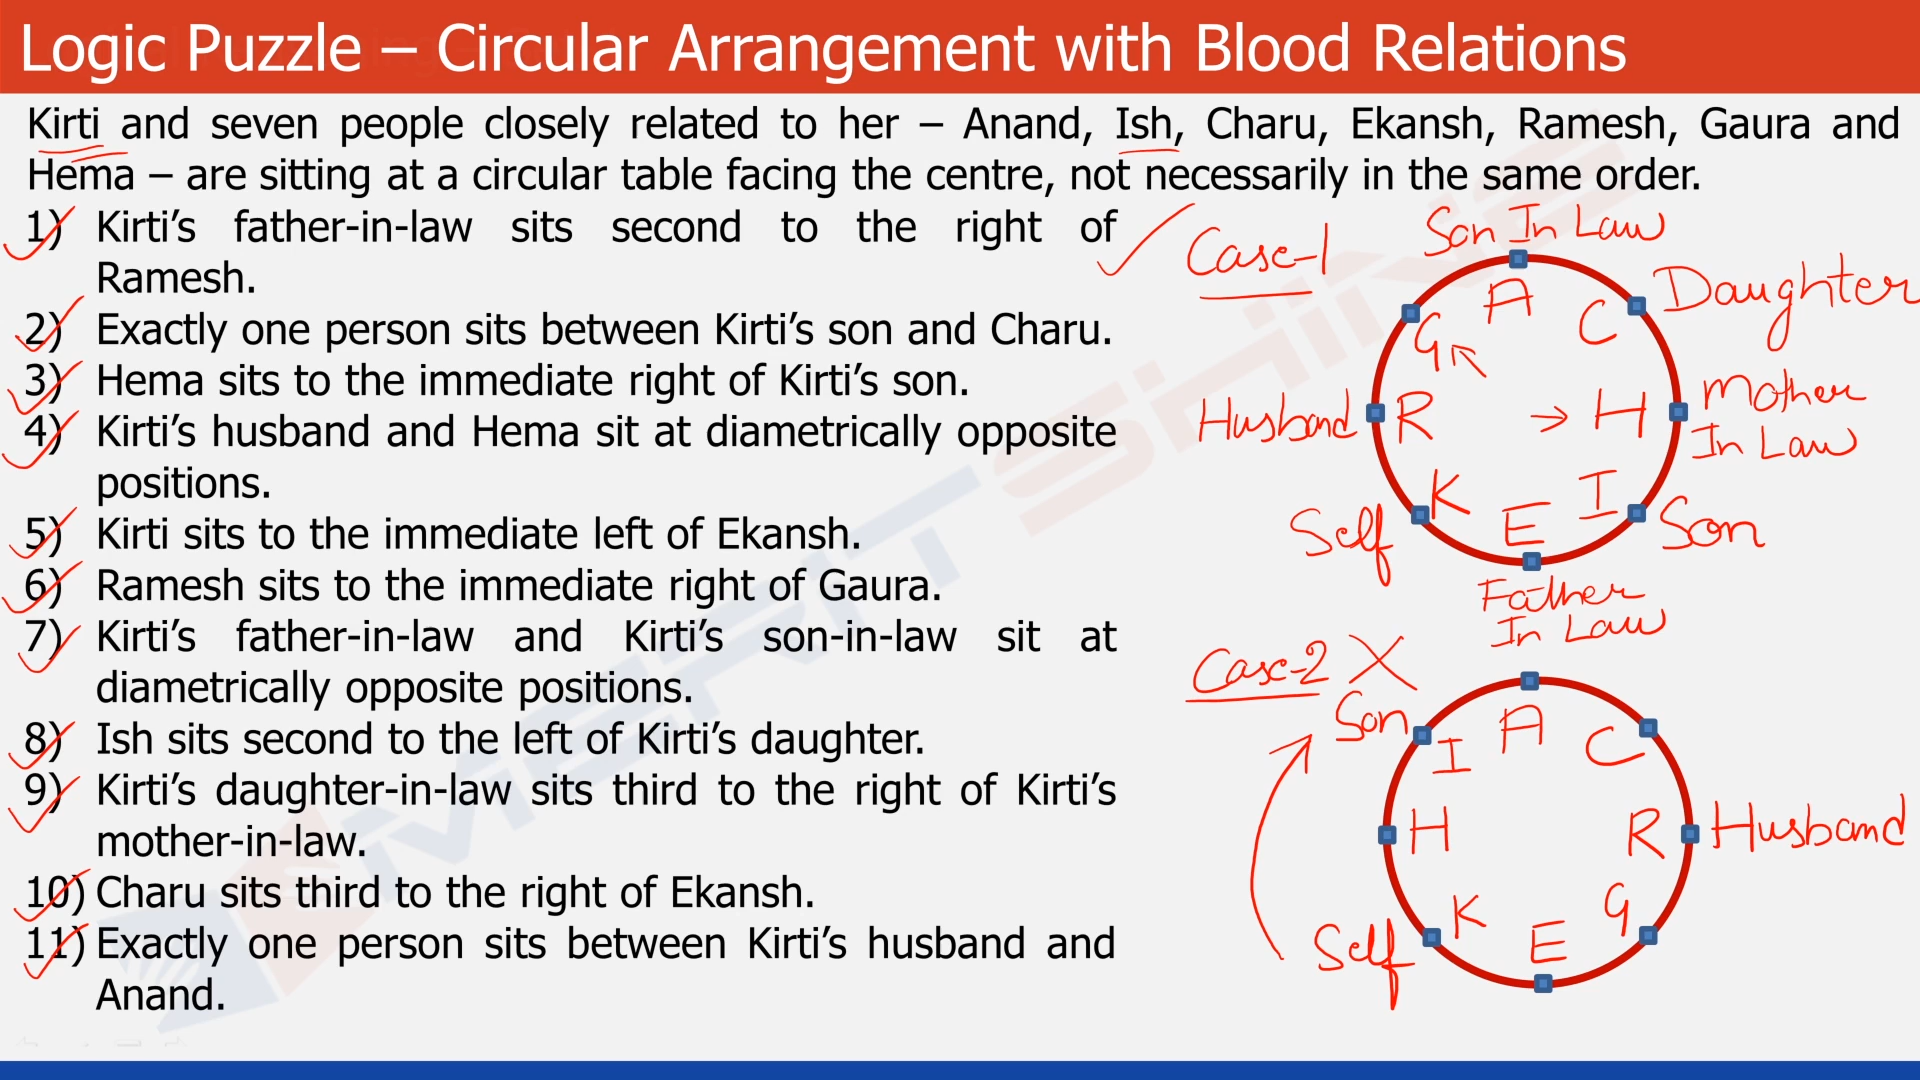 Logic Puzzle – Circular Arrangement with Blood Relations
Kirti and seven people closely related to her – Anand, Ish, Charu, Ekansh, Ramesh, Gaura and
Hema – are sitting at a circular table facing the centre, not necessarily in the same order.
1) Kirti’s father-in-law sits second to the right of
Ramesh.
2) Exactly one person sits between Kirti’s son and Charu.
3) Hema sits to the immediate right of Kirti’s son.
4) Kirti’s husband and Hema sit at diametrically opposite
positions.
5) Kirti sits to the immediate left of Ekansh.
6) Ramesh sits to the immediate right of Gaura.
7) Kirti’s father-in-law and Kirti’s son-in-law sit at
diametrically opposite positions.
8) Ish sits second to the left of Kirti’s daughter.
9) Kirti’s daughter-in-law sits third to the right of Kirti’s
mother-in-law.
10) Charu sits third to the right of Ekansh.
11) Exactly one person sits between Kirti’s husband and
Anand.
Case-1
Son In Law
A
C
Daughter
G
Husband
R
H
Mother
In Law
Self
K
E
I
Son
Father
In Law
Case-2
Son
I
A
C
H
R
Husband
Self
K
E
G
MERITSHINE